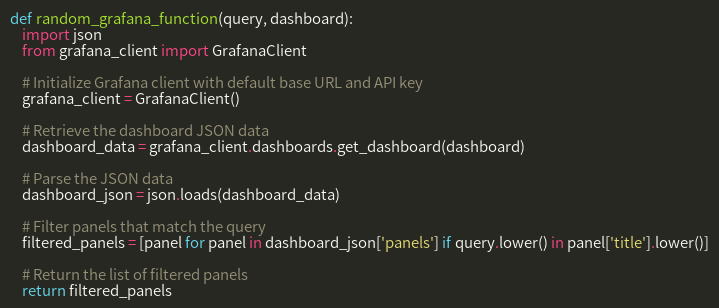 def random_grafana_function(query, dashboard):
    import json
    from grafana_client import GrafanaClient

    # Initialize Grafana client with default base URL and API key
    grafana_client = GrafanaClient()

    # Retrieve the dashboard JSON data
    dashboard_data = grafana_client.dashboards.get_dashboard(dashboard)

    # Parse the JSON data
    dashboard_json = json.loads(dashboard_data)

    # Filter panels that match the query
    filtered_panels = [panel for panel in dashboard_json['panels'] if query.lower() in panel['title'].lower()]

    # Return the list of filtered panels
    return filtered_panels